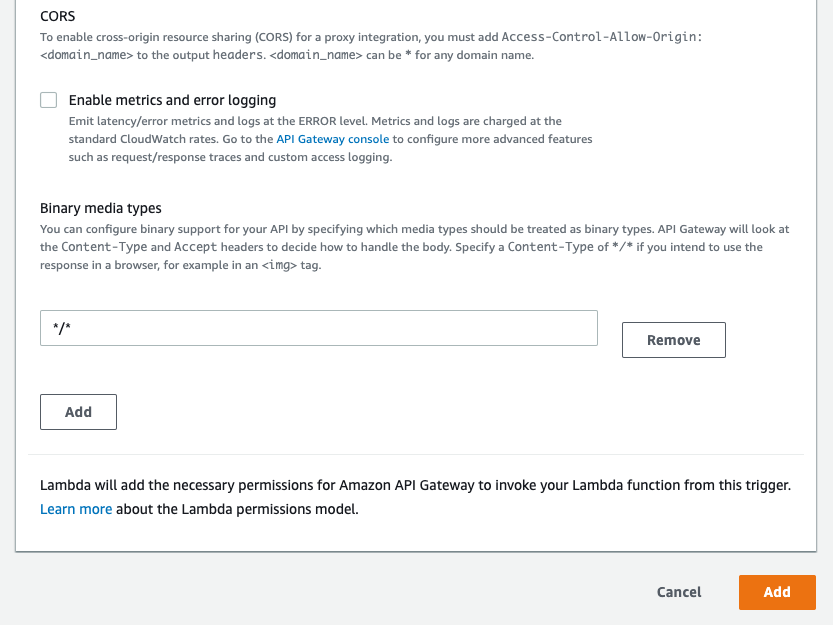 CORS
To enable cross-origin resource sharing (CORS) for a proxy integration, you must add Access-Control-Allow-Origin:
<domain_name> to the output headers. <domain_name> can be * for any domain name.
Enable metrics and error logging
Emit latency/error metrics and logs at the ERROR level. Metrics and logs are charged at the
standard CloudWatch rates. Go to the API Gateway console to configure more advanced features
such as request/response traces and custom access logging.
Binary media types
You can configure binary support for your API by specifying which media types should be treated as binary types. API Gateway will look at
the Content-Type and Accept headers to decide how to handle the body. Specify a Content-Type of */* if you intend to use the
response in a browser, for example in an <img> tag.
*/*
Remove
Add
Lambda will add the necessary permissions for Amazon API Gateway to invoke your Lambda function from this trigger.
Learn more about the Lambda permissions model.
Cancel
Add